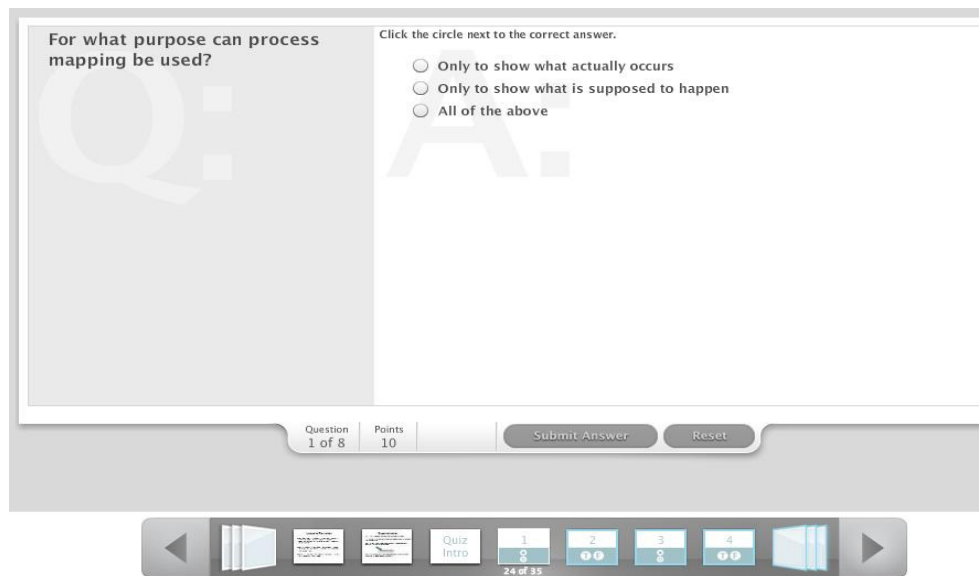 For what purpose can process
mapping be used?
Q:
Click the circle next to the correct answer.
A:
Only to show what actually occurs
Only to show what is supposed to happen
All of the above
Question
1 of 8
Points
10
Submit Answer
Reset
Quiz
Intro
1
2
T F
3
4
T F
24 of 35